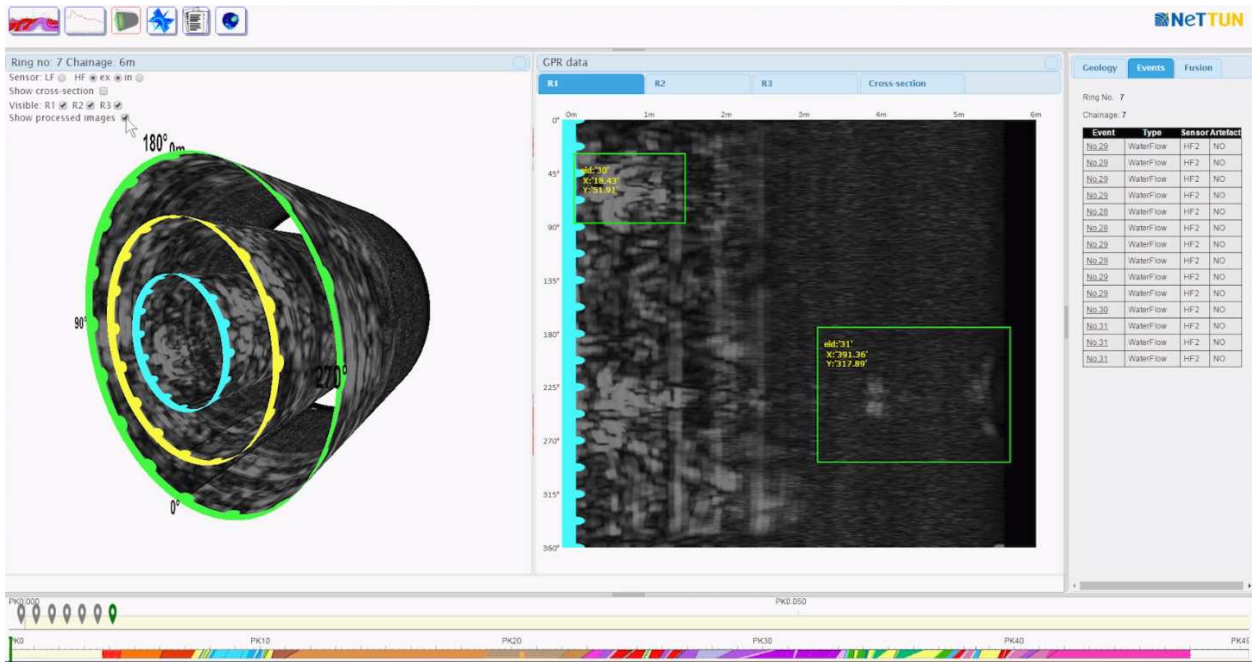 NeTTUN
Ring no: 7 Chainage: 6m
Sensor: LF HF ex in
Show cross-section
Visible: R1 R2 R3
Show processed images
180° 0m
90°
270°
0°
GPR data
R1 R2 R3 Cross-section
0m 1m 2m 3m 4m 5m 6m
0°
45°
90°
135°
180°
225°
270°
315°
360°
eId:'30'
X:'18.43'
Y:'51.91'
eId:'31'
X:'391.36'
Y:'317.89'
Geology Events Fusion
Ring No. 7
Chainage: 7
Event Type Sensor Artefact
No.29 WaterFlow HF2 NO
No.29 WaterFlow HF2 NO
No.29 WaterFlow HF2 NO
No.29 WaterFlow HF2 NO
No.28 WaterFlow HF2 NO
No.28 WaterFlow HF2 NO
No.29 WaterFlow HF2 NO
No.29 WaterFlow HF2 NO
No.29 WaterFlow HF2 NO
No.29 WaterFlow HF2 NO
No.30 WaterFlow HF2 NO
No.31 WaterFlow HF2 NO
No.31 WaterFlow HF2 NO
No.31 WaterFlow HF2 NO
PK0.000 PK0.050
PK0 PK10 PK20 PK30 PK40